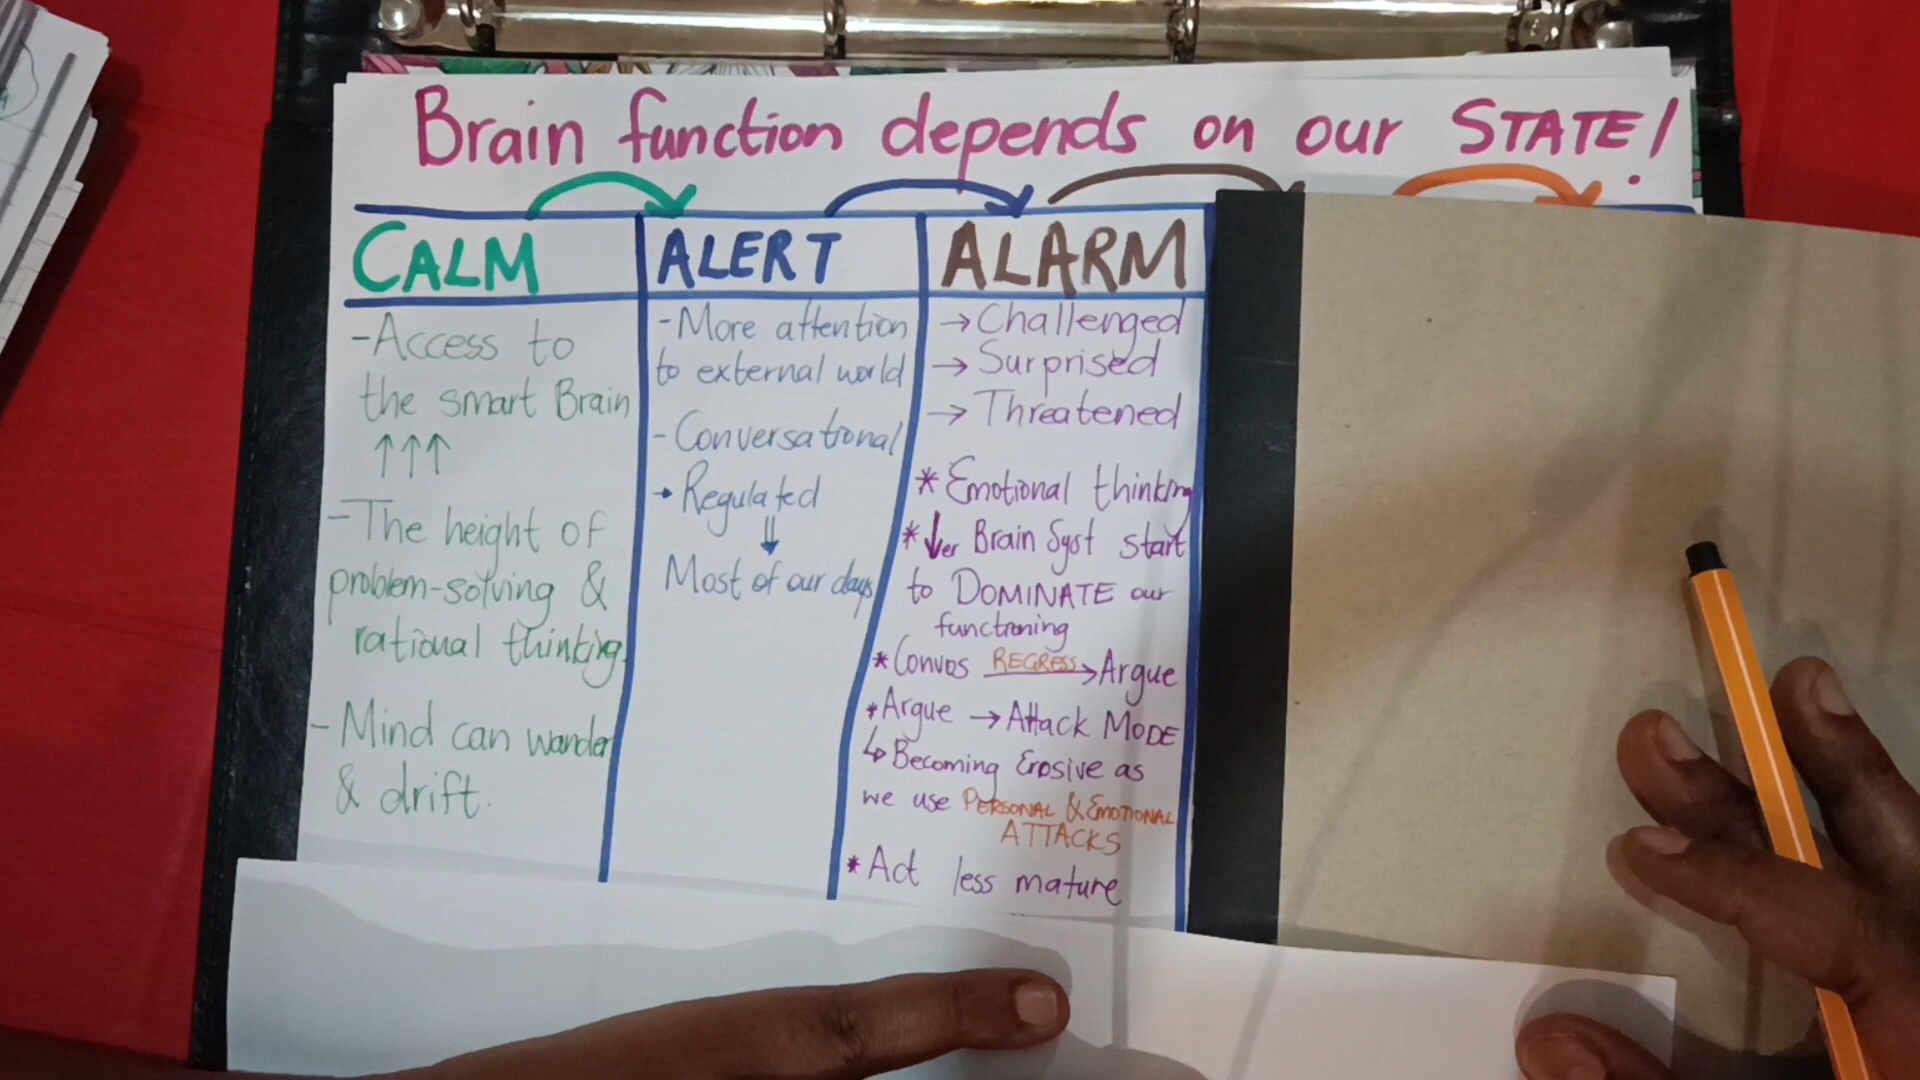 Brain function depends on our STATE!
CALM
-Access to
the smart Brain
↑↑↑
-The height of
problem-solving &
rational thinking.
- Mind can wander
& drift.
ALERT
-More attention
to external world
- Conversational
→ Regulated
⇓
Most of our days
ALARM
→ Challenged
→ Surprised
→ Threatened
* Emotional thinking
* ↓er Brain Syst start
to DOMINATE our
functioning
* Convos REGRESS → Argue
* Argue → Attack MODE
↳ Becoming Erosive as
we use PERSONAL & EMOTIONAL
ATTACKS
* Act less mature